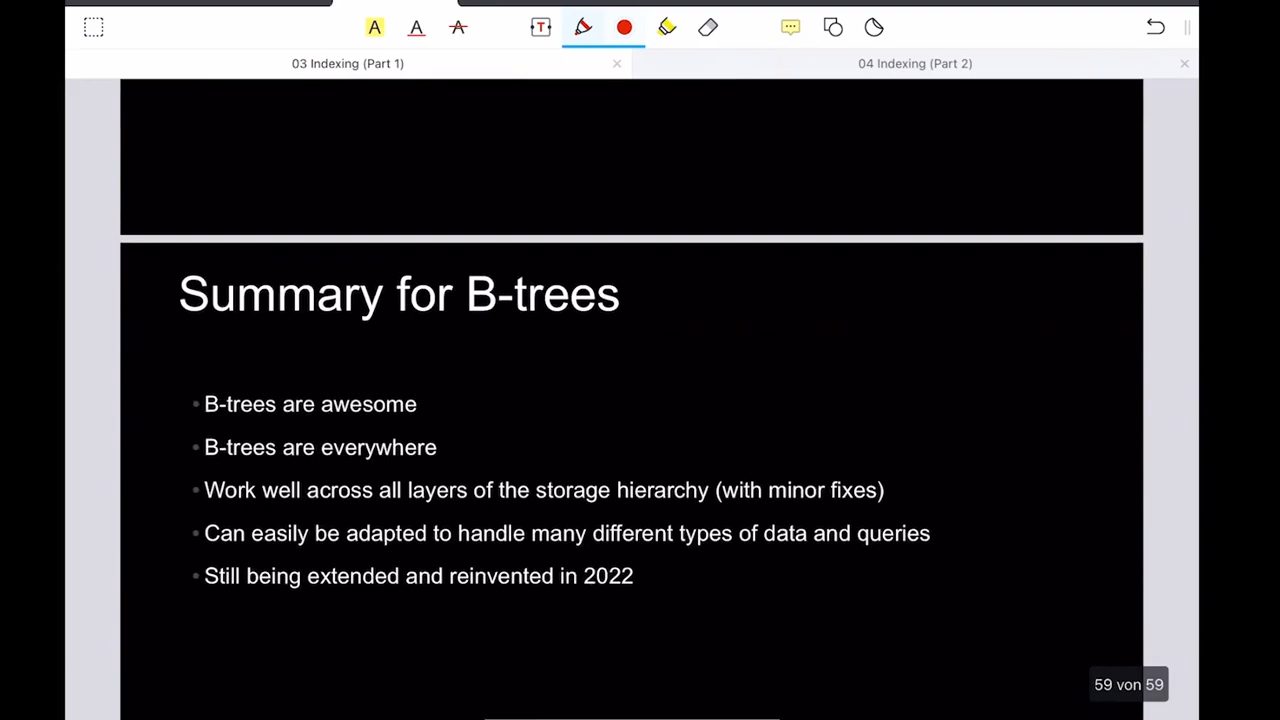 A A A T
03 Indexing (Part 1)
04 Indexing (Part 2)
Summary for B-trees
• B-trees are awesome
• B-trees are everywhere
• Work well across all layers of the storage hierarchy (with minor fixes)
• Can easily be adapted to handle many different types of data and queries
• Still being extended and reinvented in 2022
59 von 59